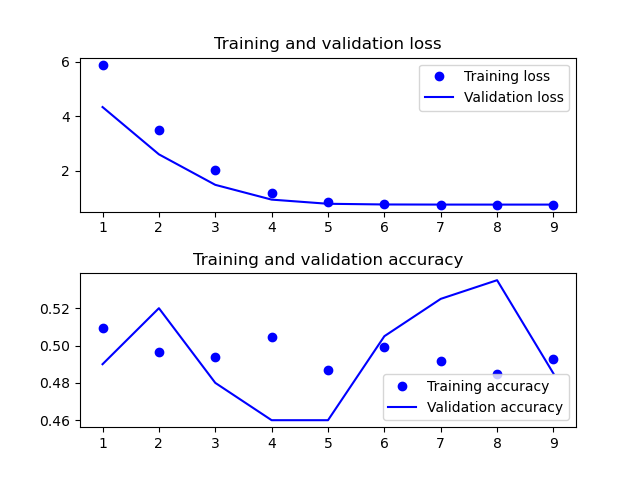 Training and validation loss
6
4
2
Training loss
Validation loss
1 2 3 4 5 6 7 8 9
Training and validation accuracy
0.52
0.50
0.48
0.46
Training accuracy
Validation accuracy
1 2 3 4 5 6 7 8 9